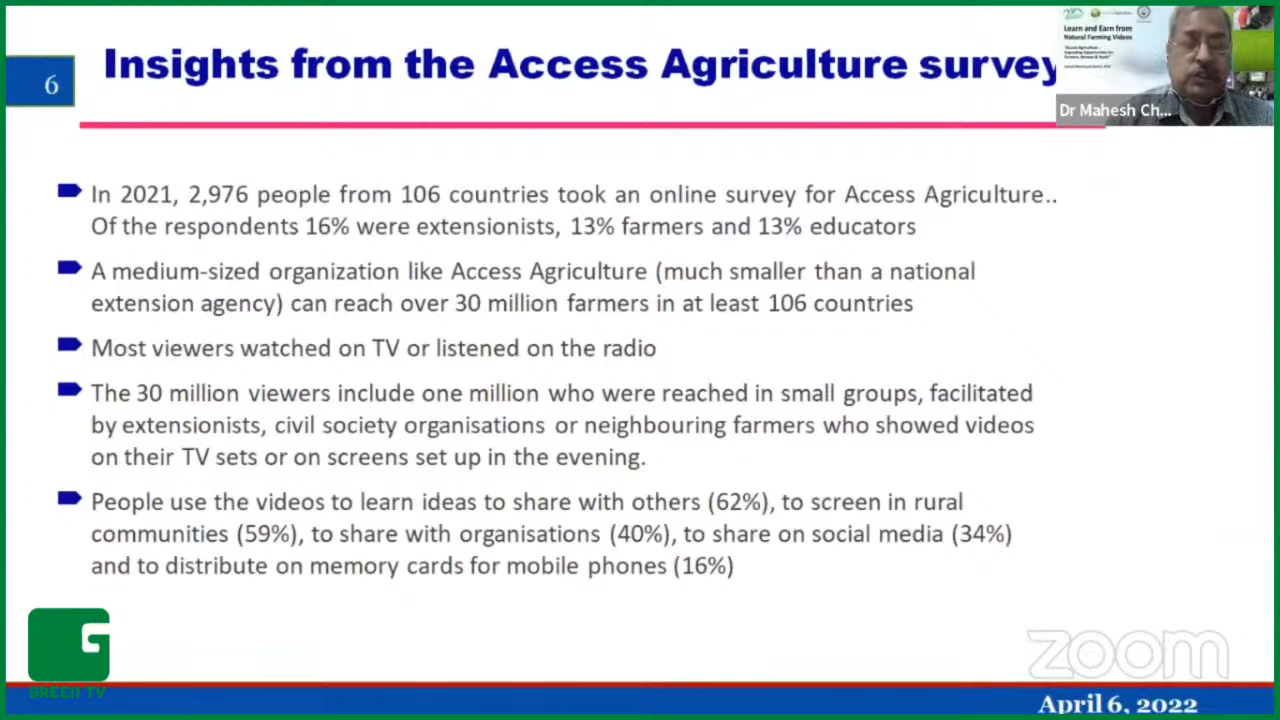 6
Insights from the Access Agriculture survey
Learn and Earn from
Natural Farming Videos
Dr Mahesh Ch...
In 2021, 2,976 people from 106 countries took an online survey for Access Agriculture..
Of the respondents 16% were extensionists, 13% farmers and 13% educators
A medium-sized organization like Access Agriculture (much smaller than a national
extension agency) can reach over 30 million farmers in at least 106 countries
Most viewers watched on TV or listened on the radio
The 30 million viewers include one million who were reached in small groups, facilitated
by extensionists, civil society organisations or neighbouring farmers who showed videos
on their TV sets or on screens set up in the evening.
People use the videos to learn ideas to share with others (62%), to screen in rural
communities (59%), to share with organisations (40%), to share on social media (34%)
and to distribute on memory cards for mobile phones (16%)
G
GREEN TV
zoom
April 6, 2022